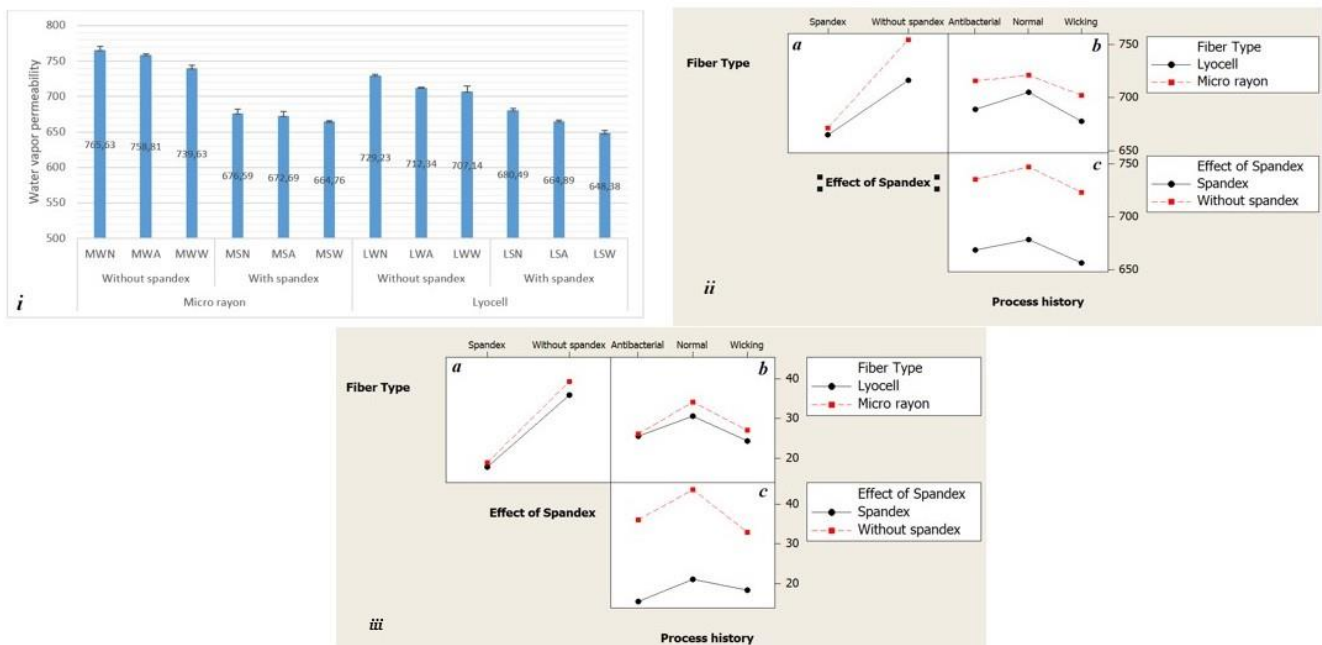 800
750
700
650
600
550
500
Water vapor permeability
765,63 758,81 739,63 676,59 672,69 664,76 729,23 712,34 707,14 680,49 664,89 648,38
MWN MWA MWW MSN MSA MSW LWN LWA LWW LSN LSA LSW
Without spandex With spandex Without spandex With spandex
Micro rayon Lyocell
i
Spandex Without spandex Antibacterial Normal Wicking
a b
Fiber Type
750
700
650
Fiber Type
Lyocell
Micro rayon
c
Effect of Spandex
750
700
650
Effect of Spandex
Spandex
Without spandex
ii
Process history
Spandex Without spandex Antibacterial Normal Wicking
a b
Fiber Type
40
30
20
Fiber Type
Lyocell
Micro rayon
c
Effect of Spandex
40
30
20
Effect of Spandex
Spandex
Without spandex
iii
Process history